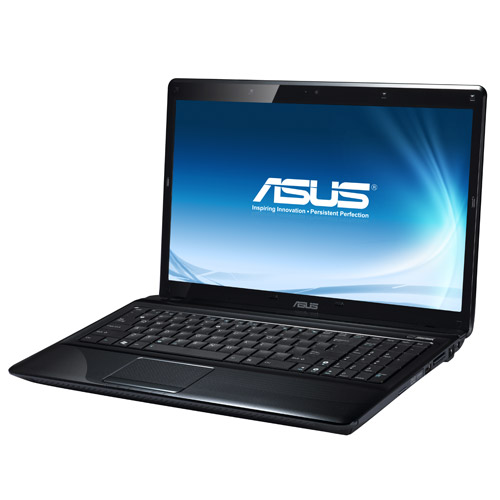 ASUS®
Inspiring Innovation • Persistent Perfection
ASUS